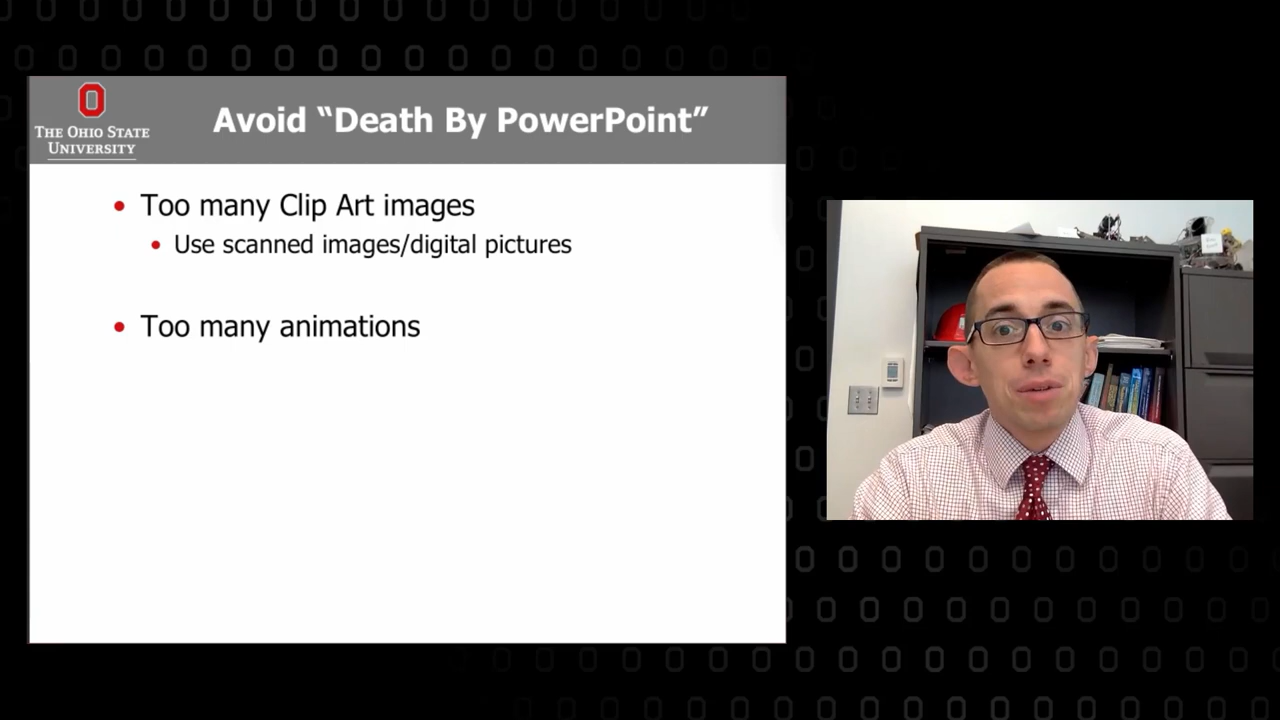 THE OHIO STATE
UNIVERSITY
Avoid “Death By PowerPoint”
• Too many Clip Art images
• Use scanned images/digital pictures
• Too many animations